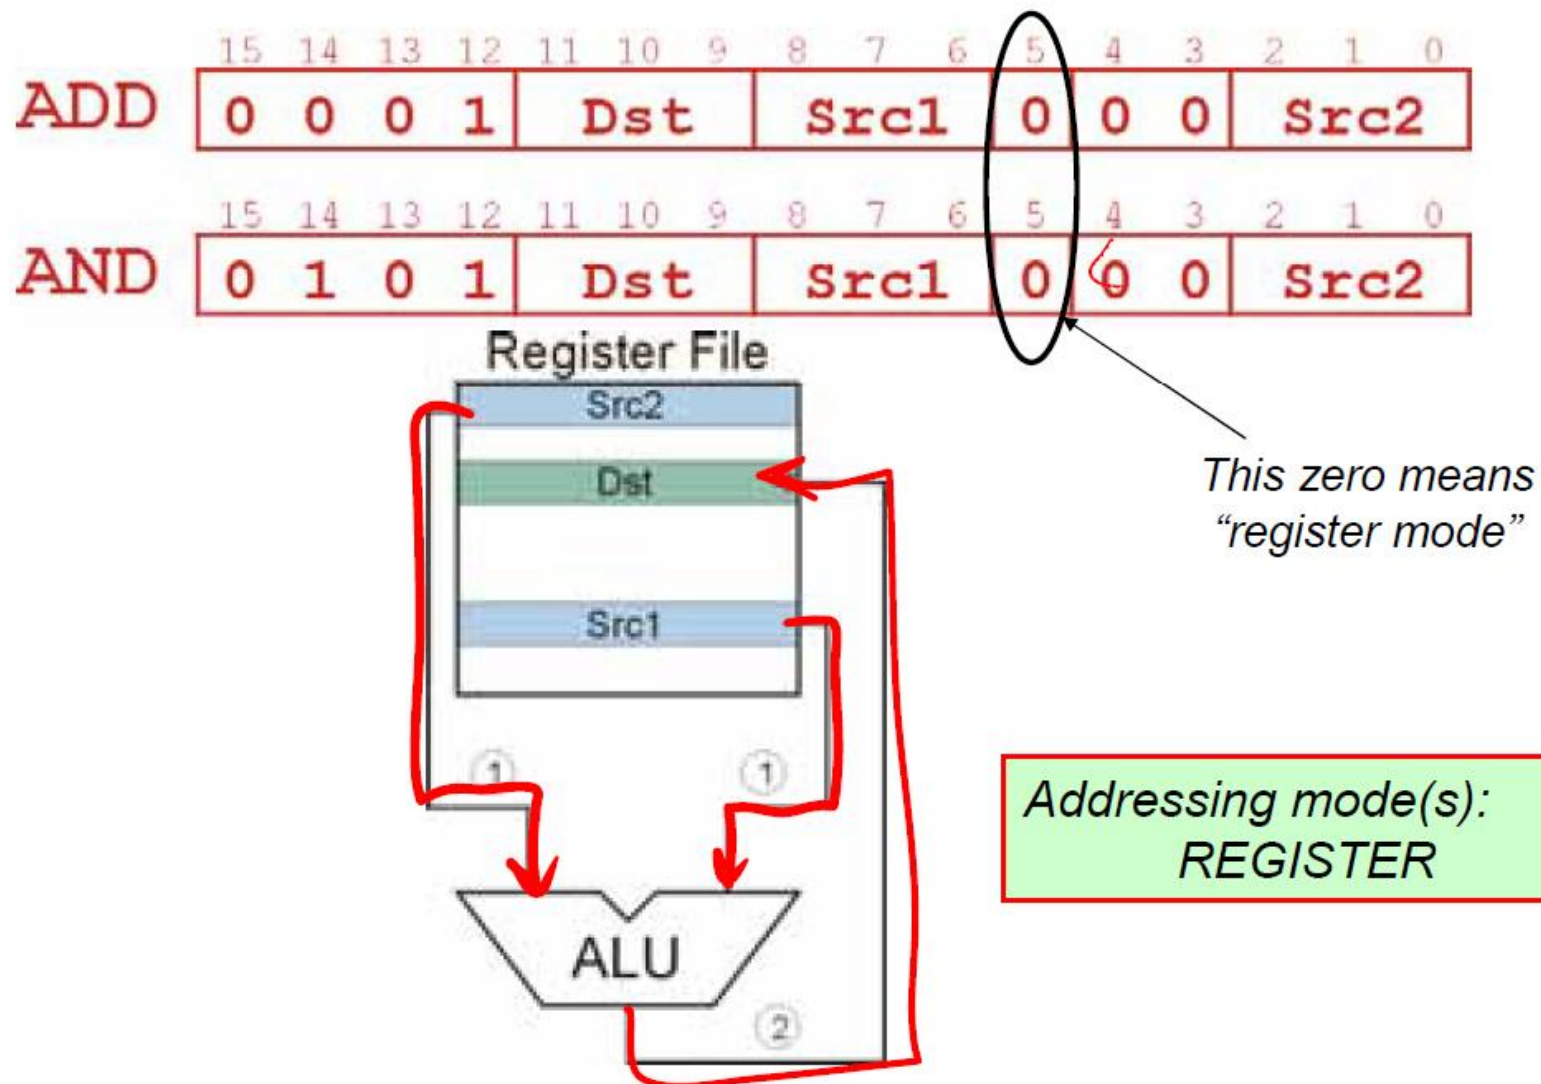 15 14 13 12 11 10 9 8 7 6 5 4 3 2 1 0
ADD 0 0 0 1 Dst Src1 0 0 0 Src2
15 14 13 12 11 10 9 8 7 6 5 4 3 2 1 0
AND 0 1 0 1 Dst Src1 0 0 0 Src2
Register File
Src2
Dst
This zero means
“register mode”
Src1
1 1
Addressing mode(s):
REGISTER
ALU
2